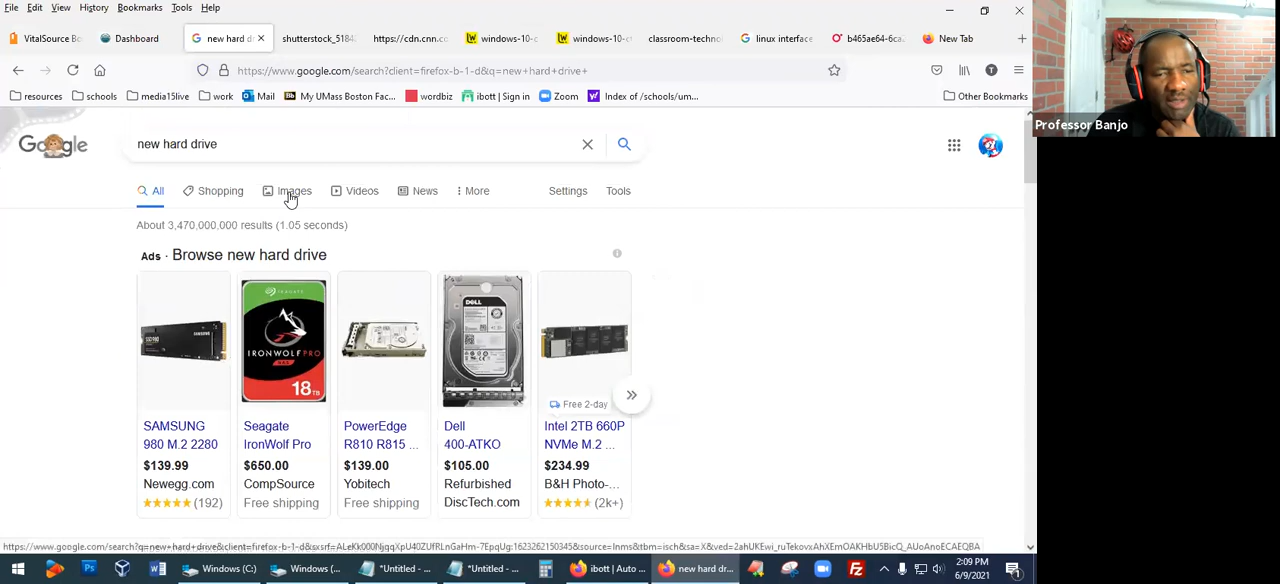 File Edit View History Bookmarks Tools Help
VitalSource Bo
Dashboard
new hard d
shutterstock_5184
https://cdn.cnn.c
windows-10-c
windows-10-c
classroom-techno
linux interface
b465ae64-6ca
New Tab
https://www.google.com/search?client=firefox-b-1-d&q=new+hard+drive+
resources schools media15live work Mail My UMass Boston Fac... wordbiz ibott | Sign in Zoom Index of /schools/um... Other Bookmarks
Professor Banjo
new hard drive
All Shopping Images Videos News More Settings Tools
About 3,470,000,000 results (1.05 seconds)
Ads · Browse new hard drive
SEAGATE
IRONWOLF PRO
18TB
DELL
Free 2-day
SAMSUNG
980 M.2 2280
$139.99
Newegg.com
(192)
Seagate
IronWolf Pro
$650.00
CompSource
Free shipping
PowerEdge
R810 R815 ...
$139.00
Yobitech
Free shipping
Dell
400-ATKO
$105.00
Refurbished
DiscTech.com
Intel 2TB 660P
NVMe M.2 ...
$234.99
B&H Photo-...
(2k+)
Windows (C:)
Windows (...
*Untitled - ...
*Untitled - ...
ibott | Auto ...
new hard dr...
2:09 PM
6/9/2021